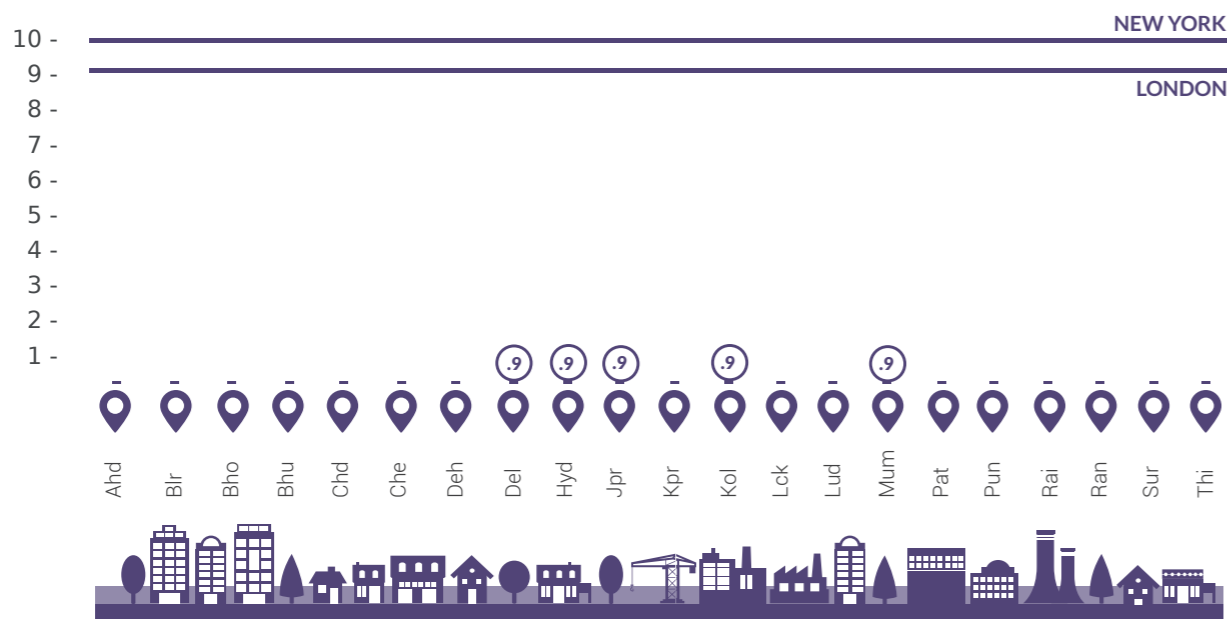 NEW YORK
10 -
9 -
LONDON
8 -
7 -
6 -
5 -
4 -
3 -
2 -
1 -
.9 .9 .9 .9 .9
- - - - - - - - - - - - - - - - - - - - -
Ahd Blr Bho Bhu Chd Che Deh Del Hyd Jpr Kpr Kol Lck Lud Mum Pat Pun Rai Ran Sur Thi